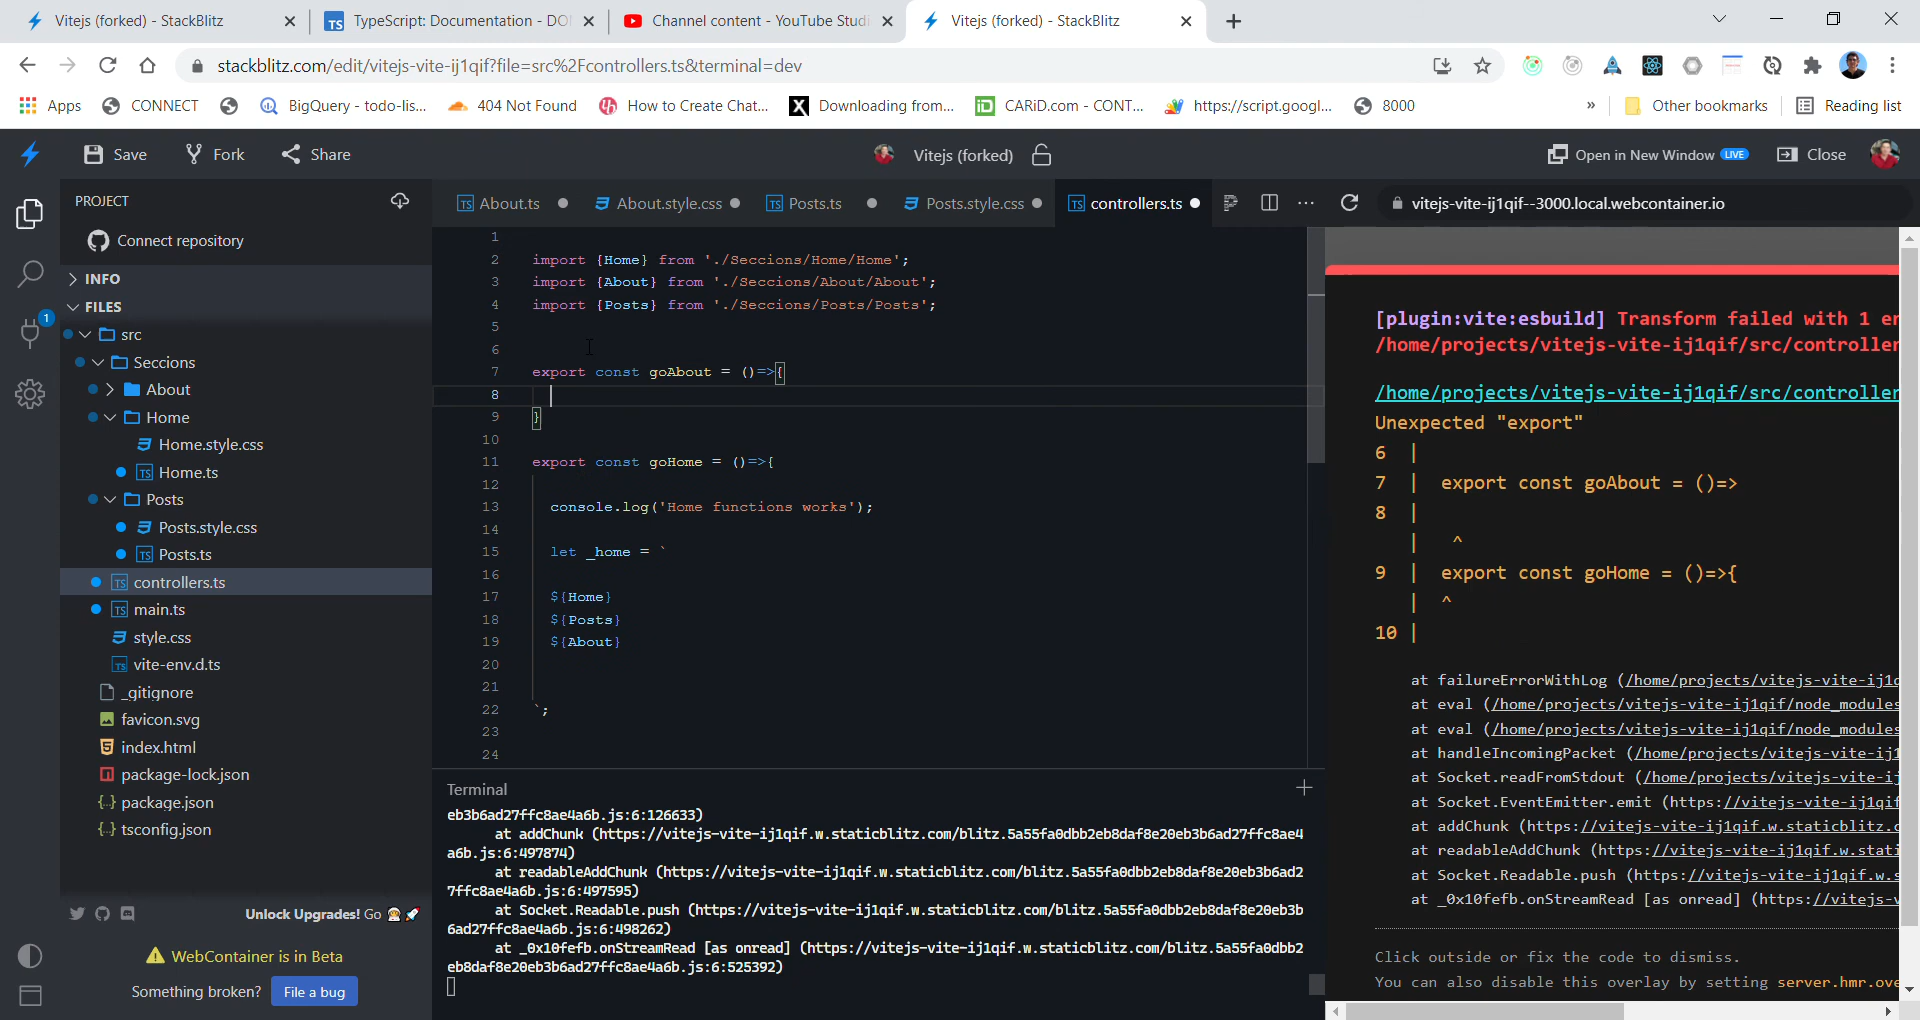 Vitejs (forked) - StackBlitz
TypeScript: Documentation - DO
Channel content - YouTube Studi
Vitejs (forked) - StackBlitz
stackblitz.com/edit/vitejs-vite-ij1qif?file=src%2Fcontrollers.ts&terminal=dev
Apps
CONNECT
BigQuery - todo-lis...
404 Not Found
How to Create Chat...
Downloading from...
CARiD.com - CONT...
https://script.googl...
8000
»
Other bookmarks
Reading list
Save
Fork
Share
Vitejs (forked)
Open in New Window LIVE
Close
PROJECT
Connect repository
INFO
FILES
1
src
Seccions
About
Home
Home.style.css
Home.ts
Posts
Posts.style.css
Posts.ts
controllers.ts
main.ts
style.css
vite-env.d.ts
_gitignore
favicon.svg
index.html
package-lock.json
package.json
tsconfig.json
Unlock Upgrades! Go
WebContainer is in Beta
Something broken? File a bug
About.ts
About.style.css
Posts.ts
Posts.style.css
controllers.ts
vitejs-vite-ij1qif--3000.local.webcontainer.io
1
2 import {Home} from './Seccions/Home/Home';
3 import {About} from './Seccions/About/About';
4 import {Posts} from './Seccions/Posts/Posts';
5
6
7 export const goAbout = ()=>{
8
9 }
10
11 export const goHome = ()=>{
12
13 console.log('Home functions works');
14
15 let _home = `
16
17 ${Home}
18 ${Posts}
19 ${About}
20
21
22 `;
23
24
Terminal
eb3b6ad27ffc8ae4a6b.js:6:126633)
at addChunk (https://vitejs-vite-ij1qif.w.staticblitz.com/blitz.5a55fa0dbb2eb8daf8e20eb3b6ad27ffc8ae4
a6b.js:6:497874)
at readableAddChunk (https://vitejs-vite-ij1qif.w.staticblitz.com/blitz.5a55fa0dbb2eb8daf8e20eb3b6ad2
7ffc8ae4a6b.js:6:497595)
at Socket.Readable.push (https://vitejs-vite-ij1qif.w.staticblitz.com/blitz.5a55fa0dbb2eb8daf8e20eb3b
6ad27ffc8ae4a6b.js:6:498262)
at _0x10fefb.onStreamRead [as onread] (https://vitejs-vite-ij1qif.w.staticblitz.com/blitz.5a55fa0dbb2
eb8daf8e20eb3b6ad27ffc8ae4a6b.js:6:525392)
[plugin:vite:esbuild] Transform failed with 1 er
/home/projects/vitejs-vite-ij1qif/src/controller
/home/projects/vitejs-vite-ij1qif/src/controller
Unexpected "export"
6 |
7 | export const goAbout = ()=>
8 |
| ^
9 | export const goHome = ()=>{
| ^
10 |
at failureErrorWithLog (/home/projects/vitejs-vite-ij1q
at eval (/home/projects/vitejs-vite-ij1qif/node_modules
at eval (/home/projects/vitejs-vite-ij1qif/node_modules
at handleIncomingPacket (/home/projects/vitejs-vite-ij1
at Socket.readFromStdout (/home/projects/vitejs-vite-ij
at Socket.EventEmitter.emit (https://vitejs-vite-ij1qif
at addChunk (https://vitejs-vite-ij1qif.w.staticblitz.c
at readableAddChunk (https://vitejs-vite-ij1qif.w.stati
at Socket.Readable.push (https://vitejs-vite-ij1qif.w.s
at _0x10fefb.onStreamRead [as onread] (https://vitejs-v
Click outside or fix the code to dismiss.
You can also disable this overlay by setting server.hmr.ove